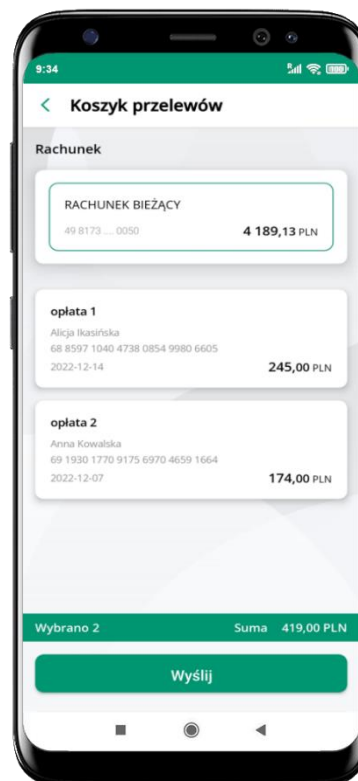 9:34
Koszyk przelewów
Rachunek
RACHUNEK BIEŻĄCY
49 8173 ... 0050 4 189,13 PLN
opłata 1
Alicja Ikasińska
68 8597 1040 4738 0854 9980 6605
2022-12-14 245,00 PLN
opłata 2
Anna Kowalska
69 1930 1770 9175 6970 4659 1664
2022-12-07 174,00 PLN
Wybrano 2 Suma 419,00 PLN
Wyślij